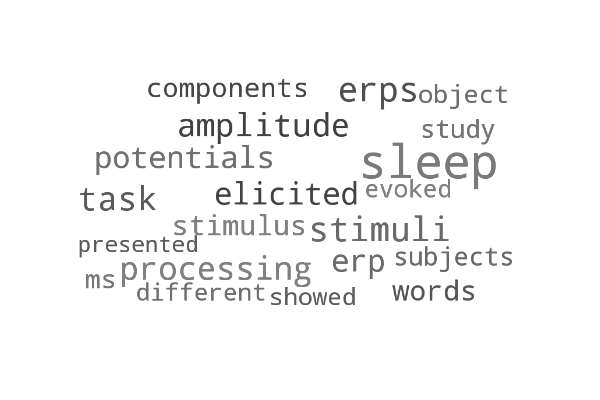 components erps object
amplitude study
potentials sleep
task elicited evoked
stimulus stimuli
presented
processing erp subjects
ms different showed words